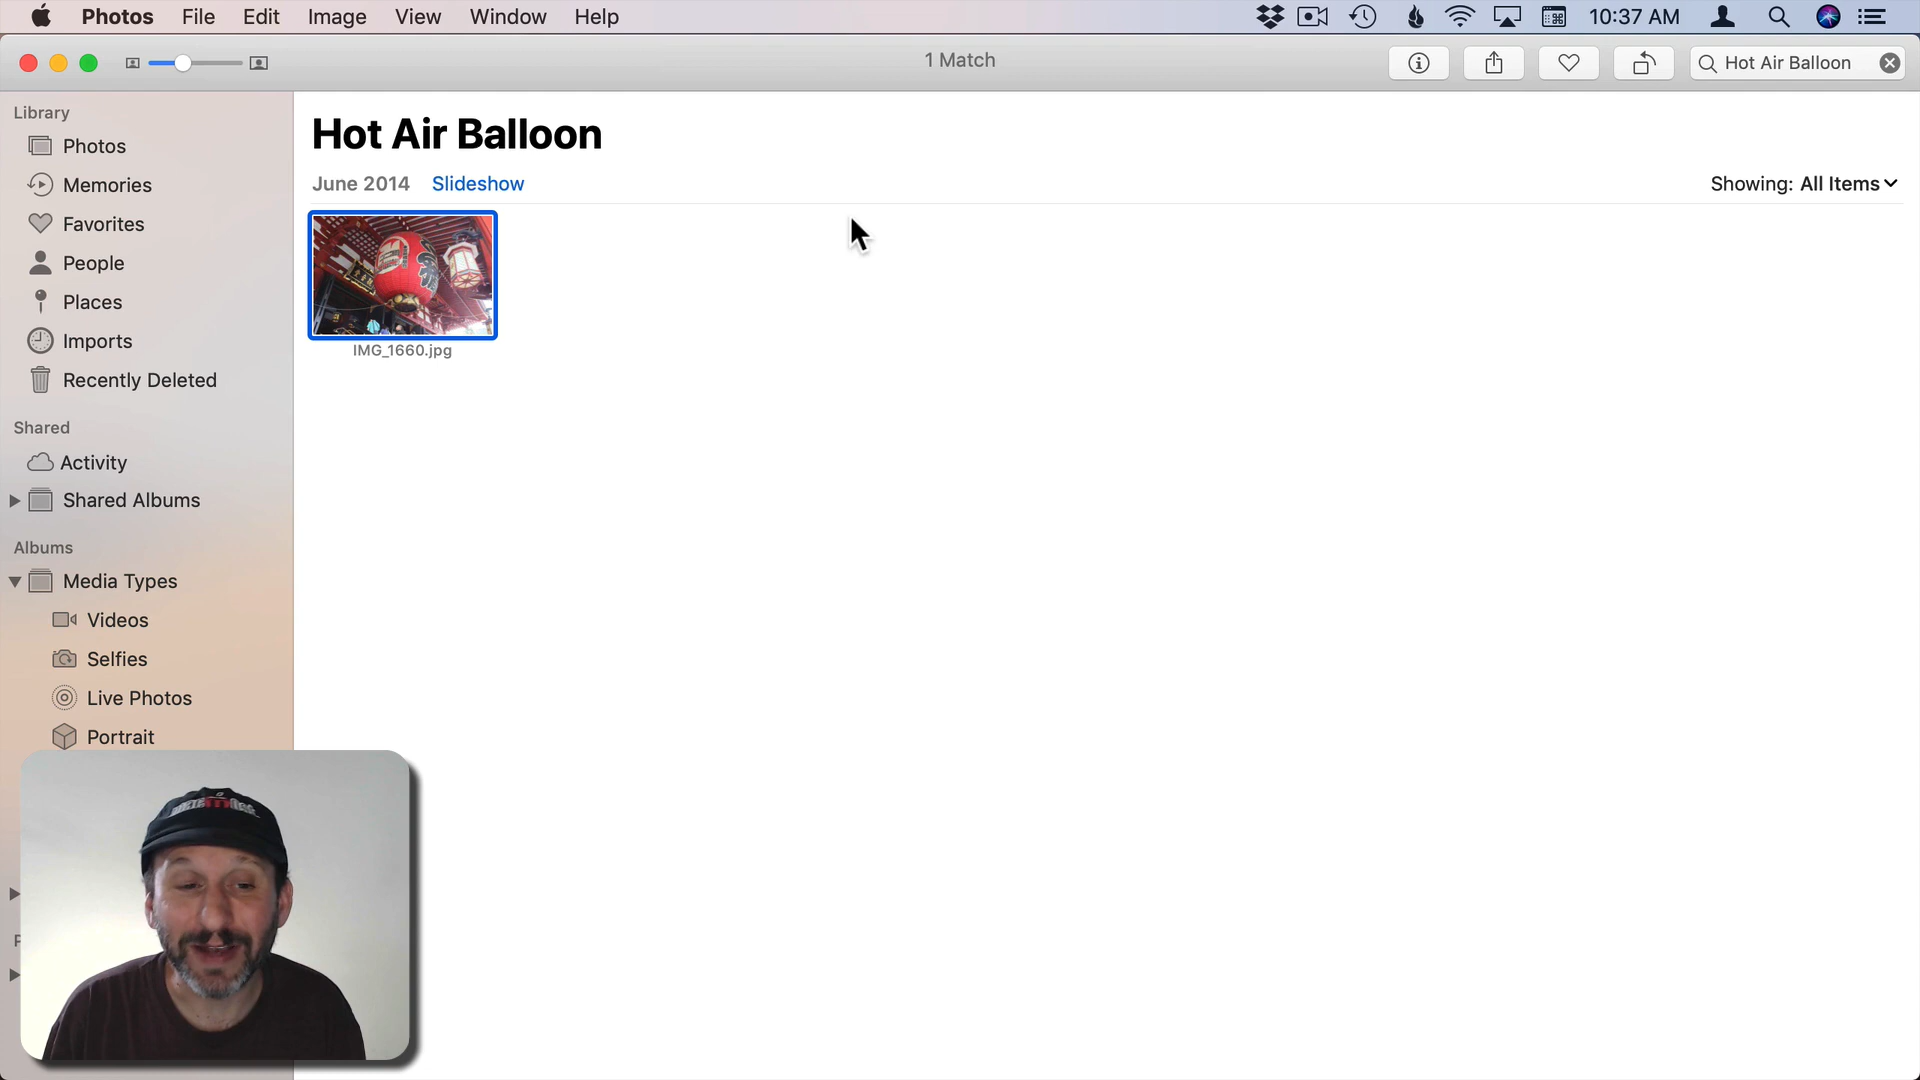 Photos File Edit Image View Window Help 10:37 AM
1 Match
Hot Air Balloon
Library
Photos
Memories
Favorites
People
Places
Imports
Recently Deleted
Shared
Activity
Shared Albums
Albums
Media Types
Videos
Selfies
Live Photos
Portrait
P
Hot Air Balloon
June 2014 Slideshow
Showing: All Items
IMG_1660.jpg